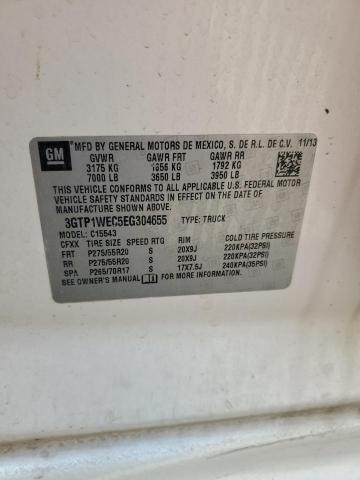 GM
MFD BY GENERAL MOTORS DE MEXICO, S. DE R.L. DE C.V. 11/13
GVWR GAWR FRT GAWR RR
3175 KG 1656 KG 1792 KG
7000 LB 3650 LB 3950 LB
THIS VEHICLE CONFORMS TO ALL APPLICABLE U.S. FEDERAL MOTOR
VEHICLE SAFETY STANDARDS IN EFFECT ON THE DATE OF
MANUFACTURE SHOWN ABOVE.
3GTP1WEC5EG304655 TYPE: TRUCK
MODEL: C15543
CFXX TIRE SIZE SPEED RTG RIM COLD TIRE PRESSURE
FRT P275/55R20 S 20X9J 220KPA(32PSI)
RR P275/55R20 S 20X9J 220KPA(32PSI)
SPA P265/70R17 S 17X7.5J 240KPA(35PSI)
SEE OWNER'S MANUAL FOR MORE INFORMATION